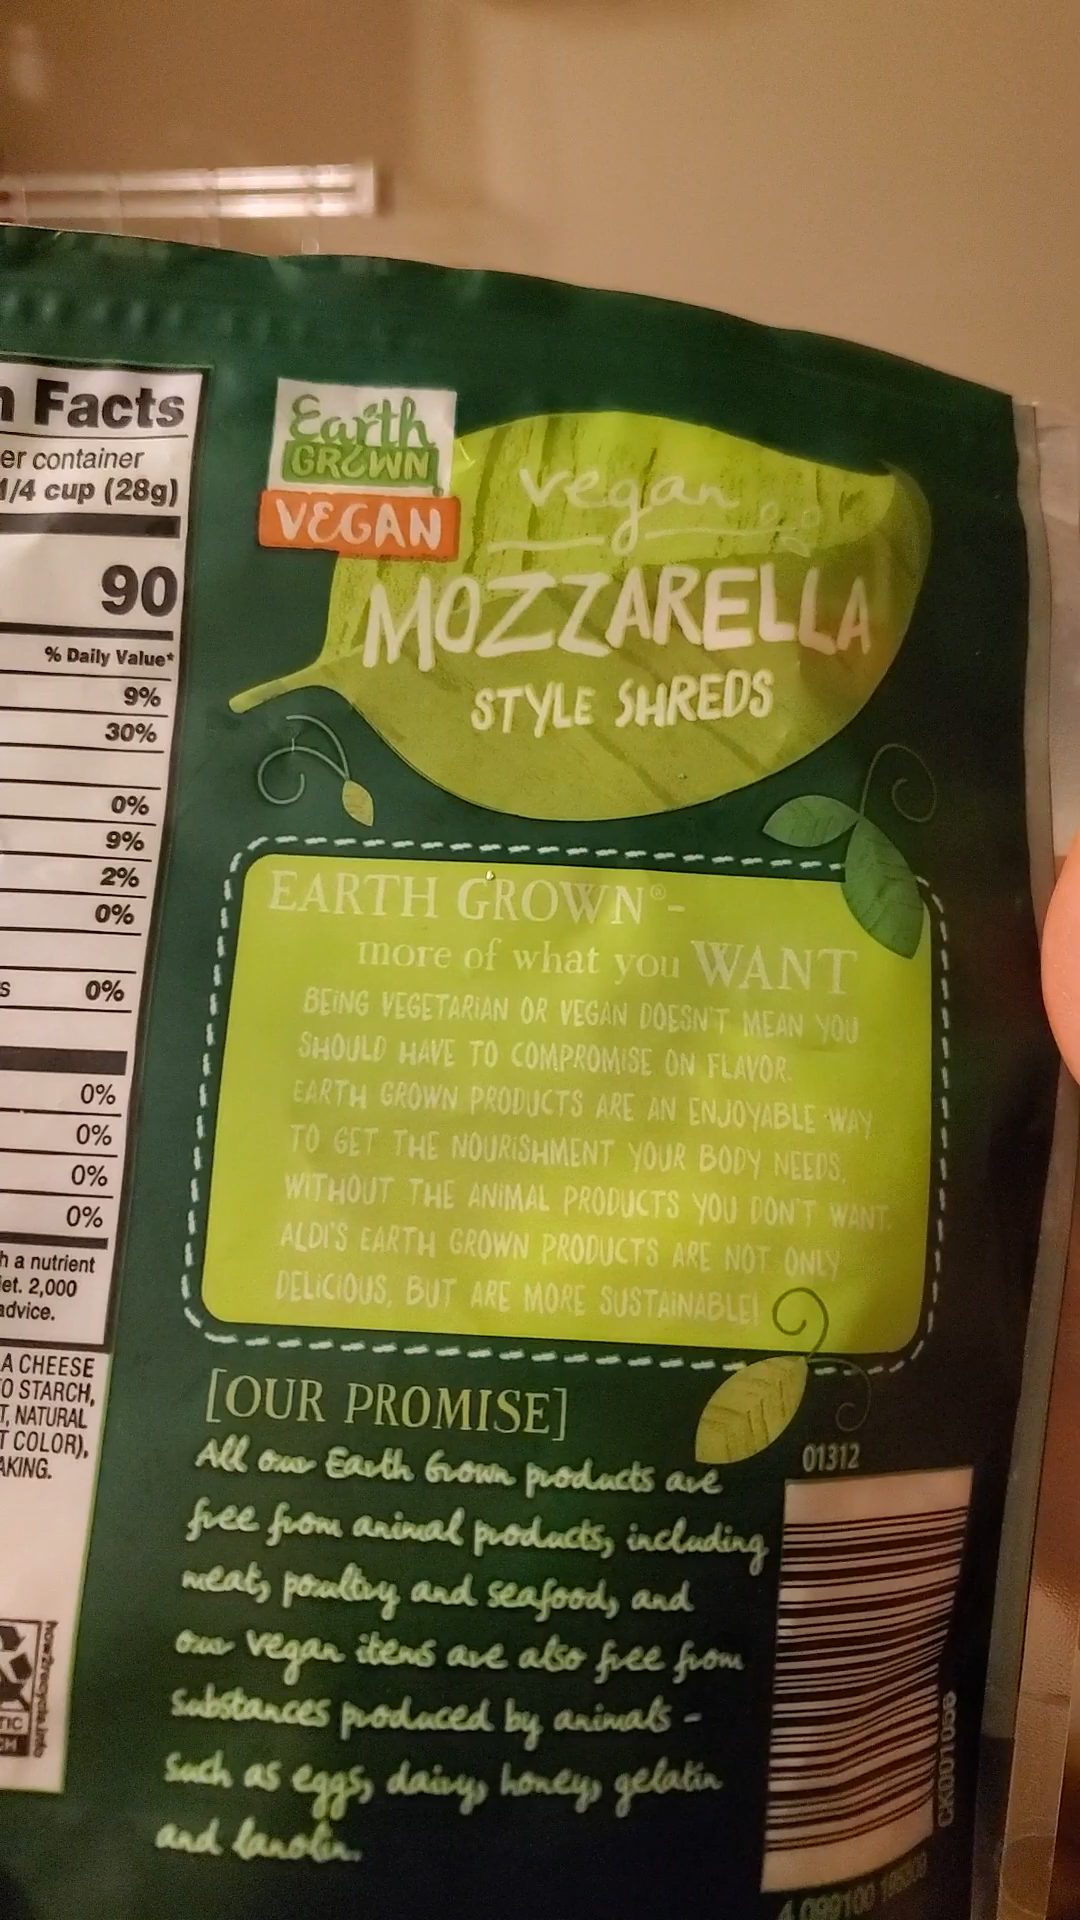 n Facts
er container
1/4 cup (28g)
90
% Daily Value*
9%
30%
0%
9%
2%
0%
s 0%
0%
0%
0%
0%
h a nutrient
iet. 2,000
advice.
A CHEESE
O STARCH,
T, NATURAL
T COLOR),
AKING.
how2recycle.info
TIC
CH
Earth
GROWN
VEGAN
vegan
MOZZARELLA
STYLE SHREDS
EARTH GROWN®-
more of what you WANT
BEING VEGETARIAN OR VEGAN DOESN'T MEAN YOU
SHOULD HAVE TO COMPROMISE ON FLAVOR.
EARTH GROWN PRODUCTS ARE AN ENJOYABLE WAY
TO GET THE NOURISHMENT YOUR BODY NEEDS,
WITHOUT THE ANIMAL PRODUCTS YOU DON'T WANT.
ALDI'S EARTH GROWN PRODUCTS ARE NOT ONLY
DELICIOUS, BUT ARE MORE SUSTAINABLE!
[OUR PROMISE]
All our Earth Grown products are
free from animal products, including
meat, poultry and seafood, and
our vegan items are also free from
substances produced by animals -
such as eggs, dairy, honey, gelatin
and lanolin.
01312
4 099100